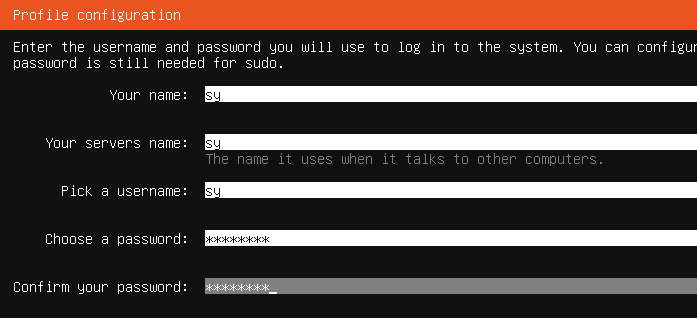 Profile configuration
Enter the username and password you will use to log in to the system. You can configur
password is still needed for sudo.
Your name: sy
Your servers name: sy
The name it uses when it talks to other computers.
Pick a username: sy
Choose a password: ********
Confirm your password: ********_